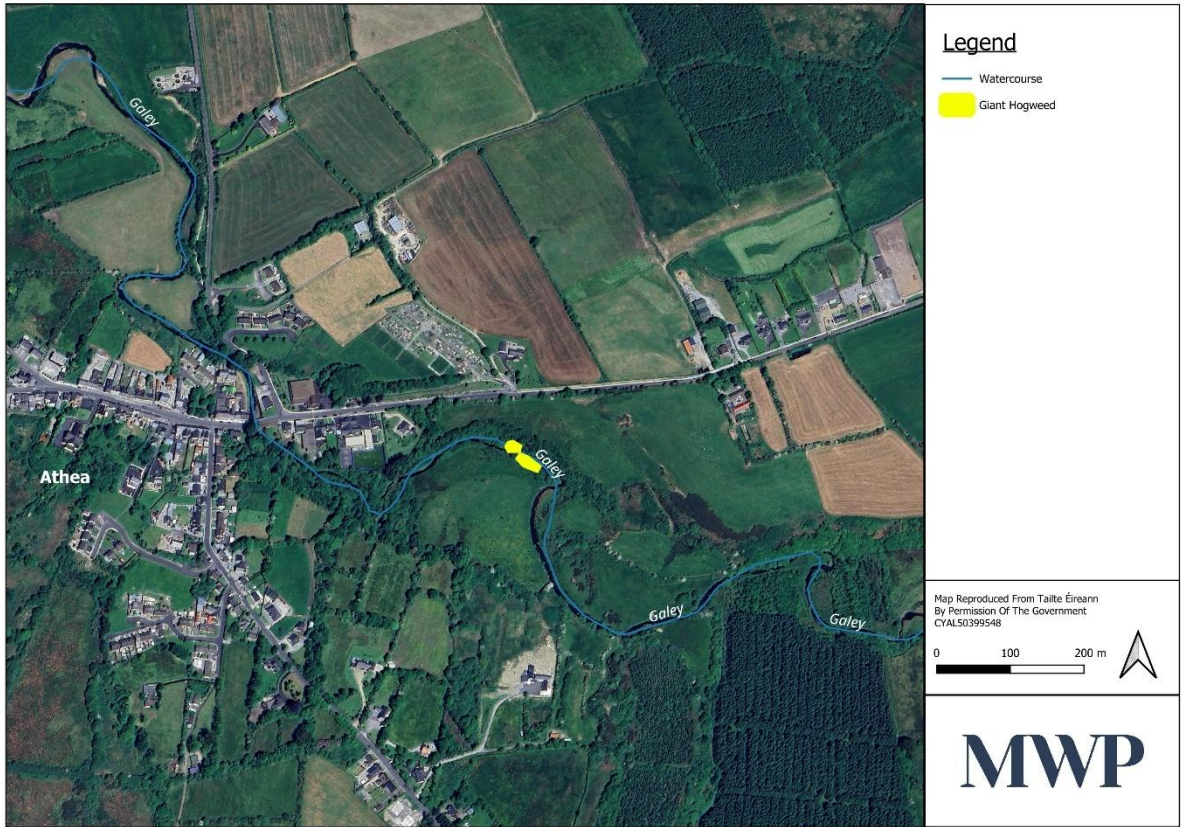 Galey
Athea
Galey
Galey
Galey
Legend
Watercourse
Giant Hogweed
Map Reproduced From Tailte Éireann
By Permission Of The Government
CYAL50399548
0 100 200 m
MWP